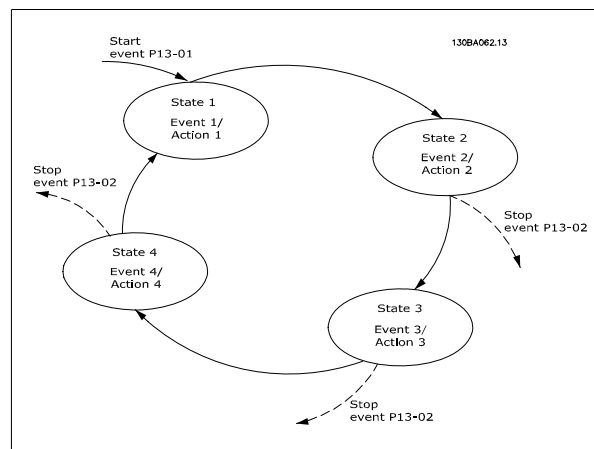 130BA062.13
Start
event P13-01
State 1
Event 1/
Action 1
State 2
Event 2/
Action 2
Stop
event P13-02
State 3
Event 3/
Action 3
Stop
event P13-02
State 4
Event 4/
Action 4
Stop
event P13-02